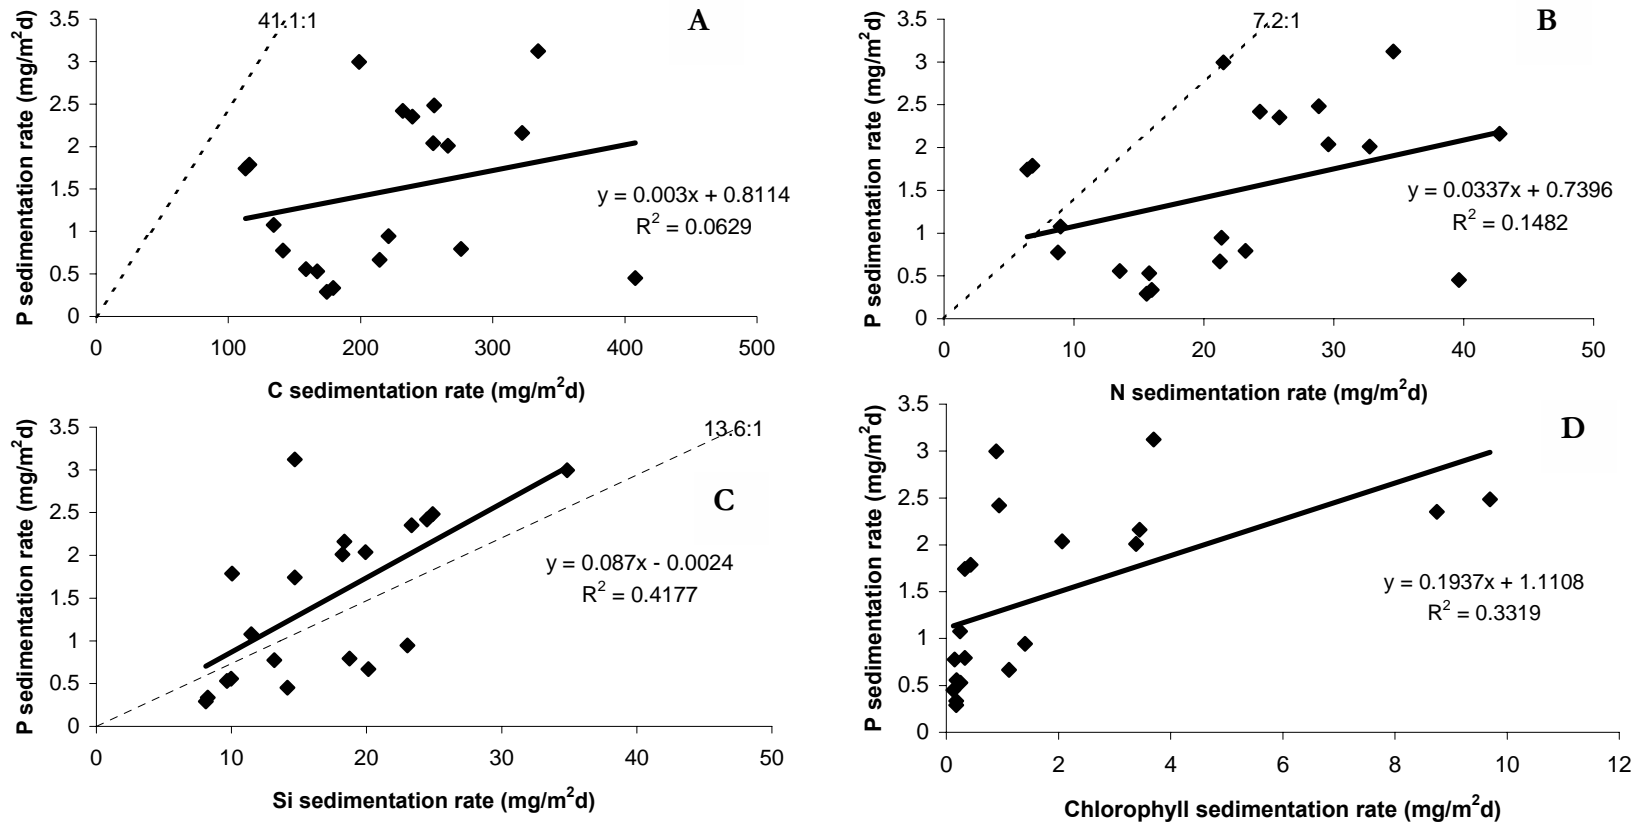 A
41.1:1
P sedimentation rate (mg/m²d)
3.5
3
2.5
2
1.5
1
0.5
0
y = 0.003x + 0.8114
R² = 0.0629
0 100 200 300 400 500
C sedimentation rate (mg/m²d)
B
7.2:1
P sedimentation rate (mg/m²d)
3.5
3
2.5
2
1.5
1
0.5
0
y = 0.0337x + 0.7396
R² = 0.1482
0 10 20 30 40 50
N sedimentation rate (mg/m²d)
13.6:1
C
P sedimentation rate (mg/m²d)
3.5
3
2.5
2
1.5
1
0.5
0
y = 0.087x - 0.0024
R² = 0.4177
0 10 20 30 40 50
Si sedimentation rate (mg/m²d)
D
P sedimentation rate (mg/m²d)
3.5
3
2.5
2
1.5
1
0.5
0
y = 0.1937x + 1.1108
R² = 0.3319
0 2 4 6 8 10 12
Chlorophyll sedimentation rate (mg/m²d)